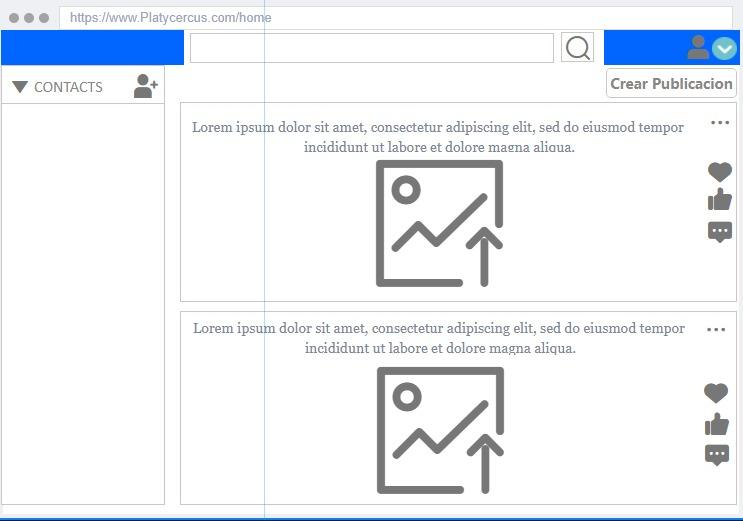 https://www.Platycercus.com/home
CONTACTS
Crear Publicacion
Lorem ipsum dolor sit amet, consectetur adipiscing elit, sed do eiusmod tempor
incididunt ut labore et dolore magna aliqua.
Lorem ipsum dolor sit amet, consectetur adipiscing elit, sed do eiusmod tempor
incididunt ut labore et dolore magna aliqua.